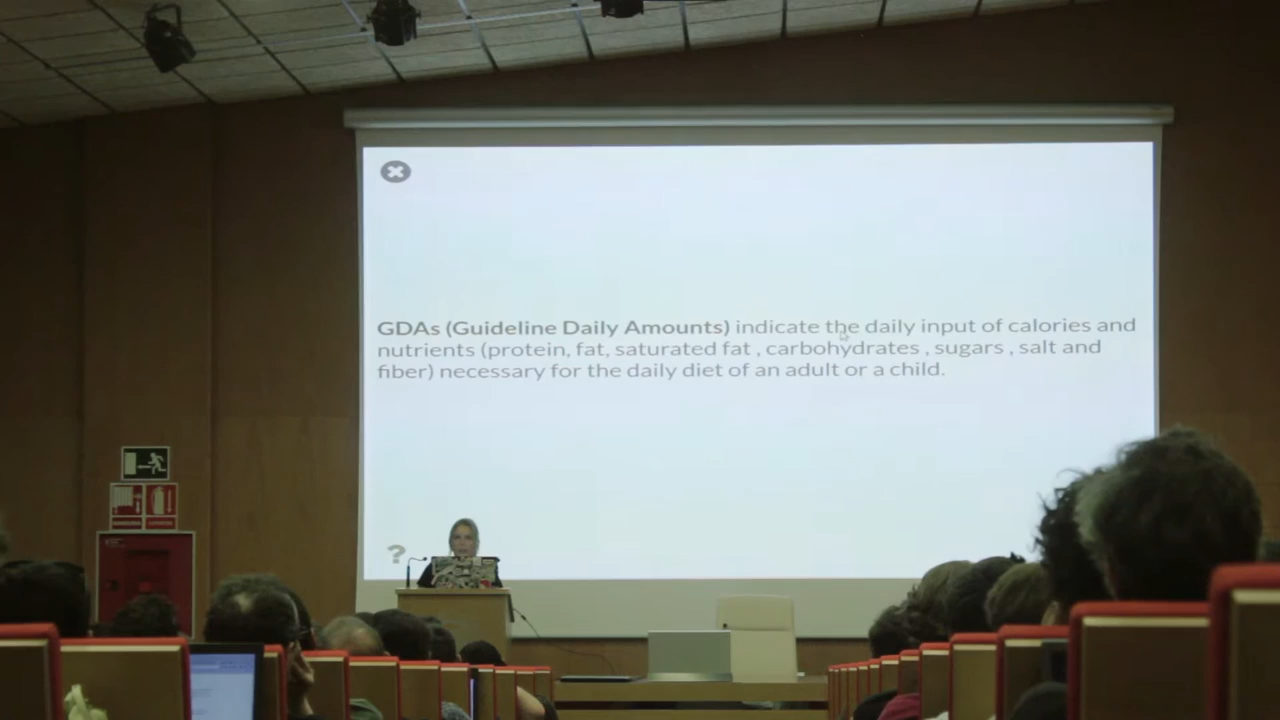 GDAs (Guideline Daily Amounts) indicate the daily input of calories and
nutrients (protein, fat, saturated fat , carbohydrates , sugars , salt and
fiber) necessary for the daily diet of an adult or a child.
?